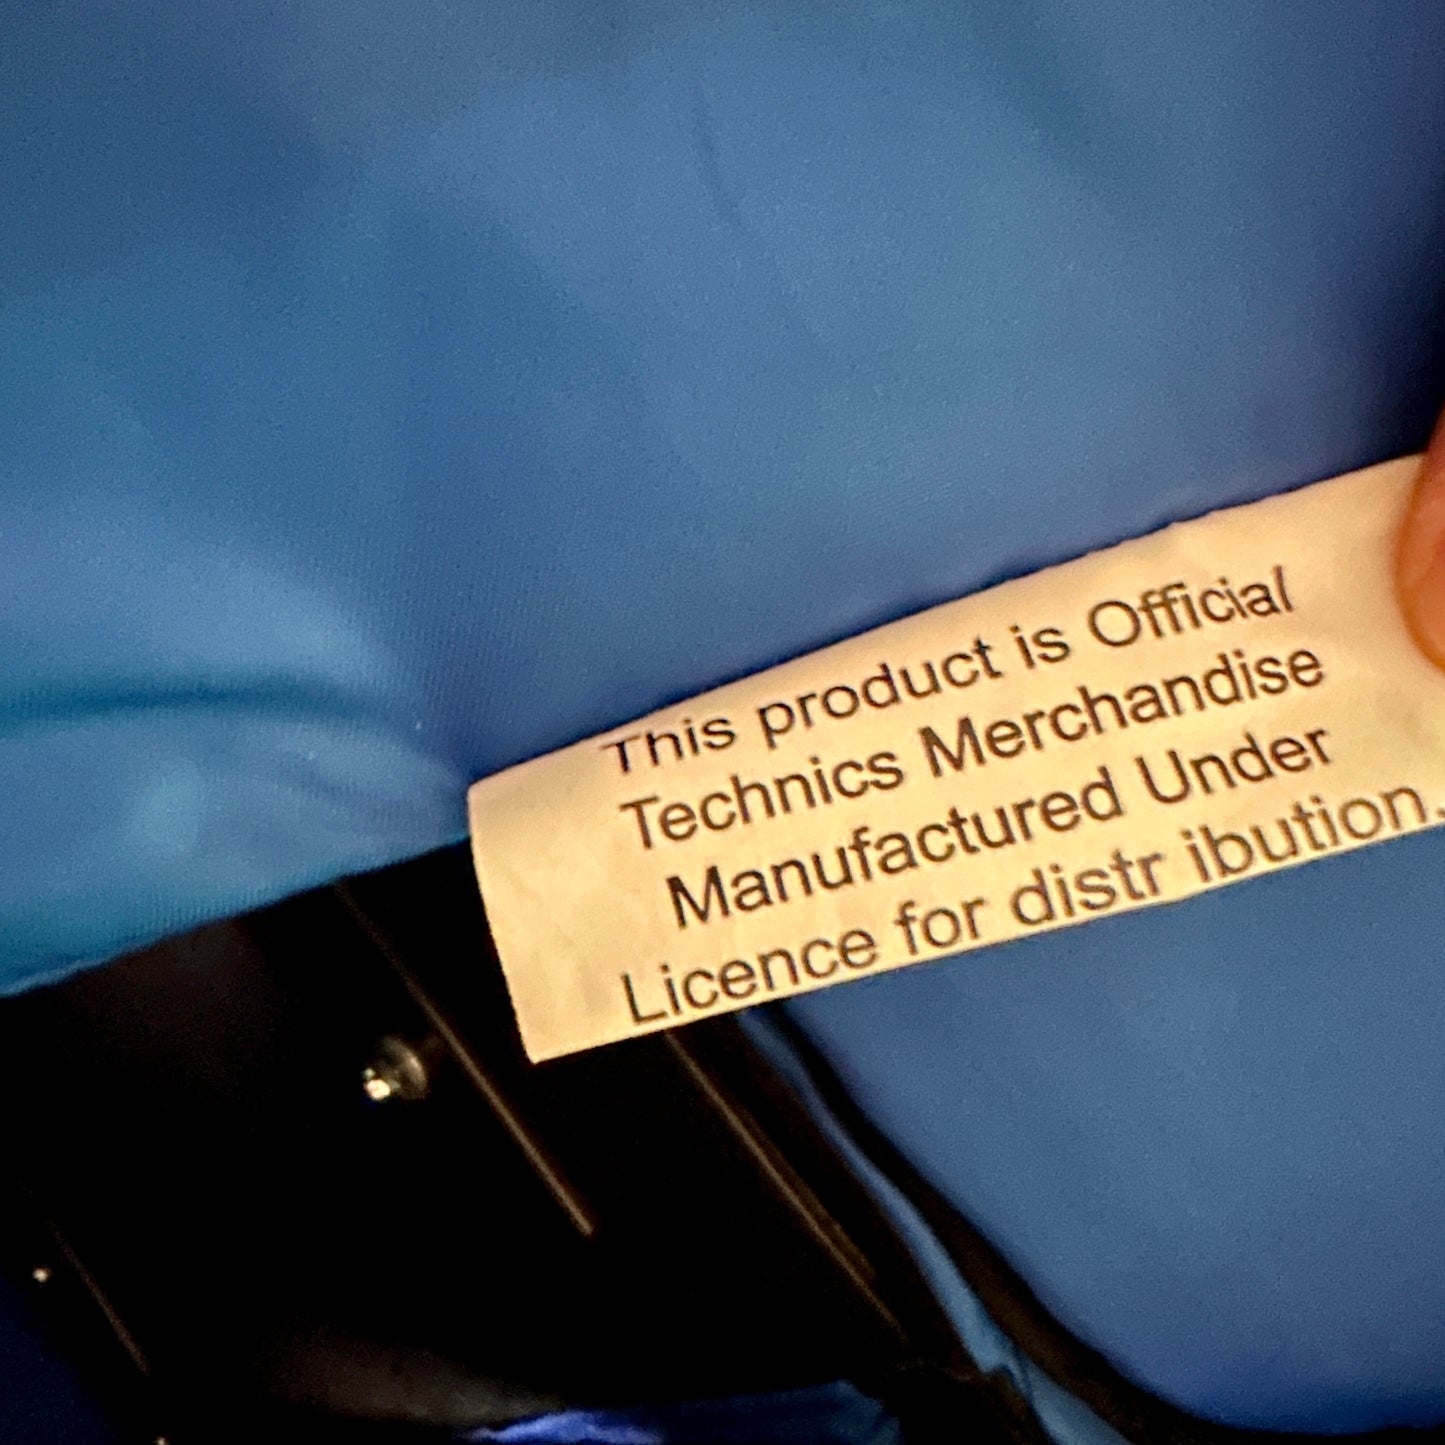 This product is Official
Technics Merchandise
Manufactured Under
Licence for distr ibution.